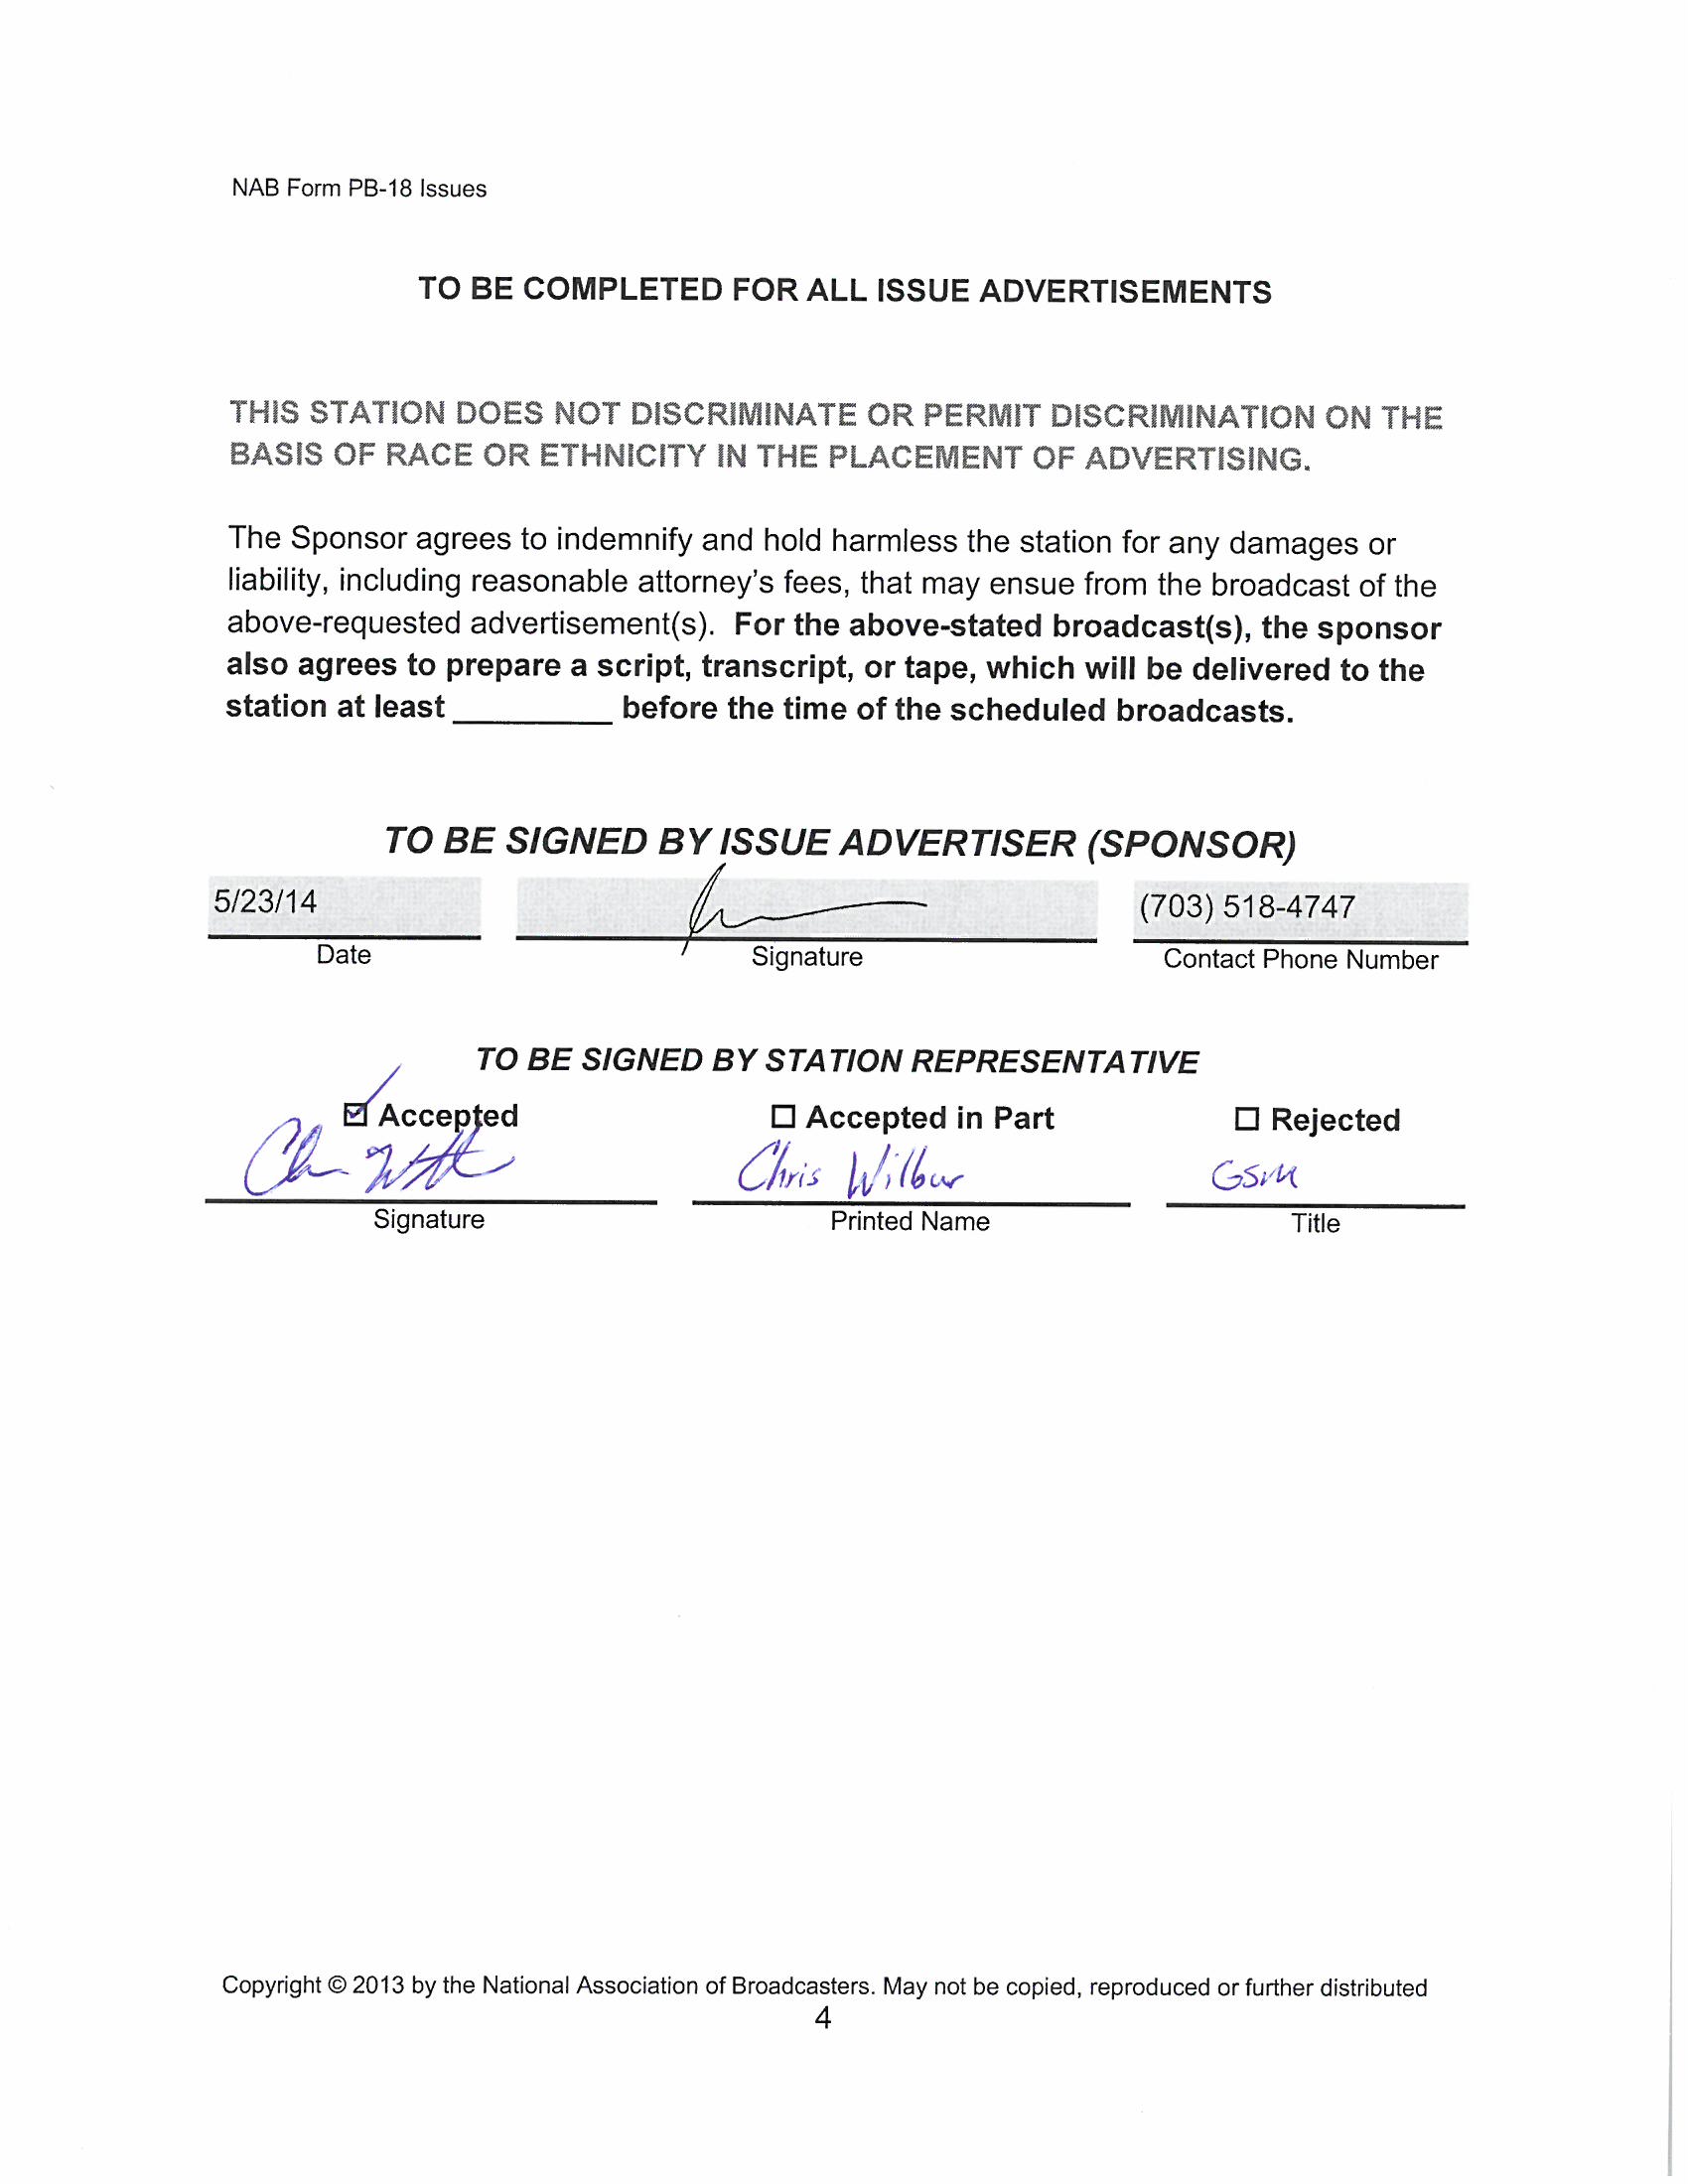 NAB Form PB-18 Issues
TO BE COMPLETED FOR ALL ISSUE ADVERTISEMENTS
THIS STATION DOES NOT DISCRIMINATE OR PERMIT DISCRIMINATION ON THE
BASIS OF RACE OR ETHNICITY IN THE PLACEMENT OF ADVERTISING.
The Sponsor agrees to indemnify and hold harmless the station for any damages or
liability, including reasonable attorney's fees, that may ensue from the broadcast of the
above-requested advertisement(s). For the above-stated broadcast(s), the sponsor
also agrees to prepare a script, transcript, or tape, which will be delivered to the
station at least __________ before the time of the scheduled broadcasts.
TO BE SIGNED BY ISSUE ADVERTISER (SPONSOR)
5/23/14 (703) 518-4747
Date Signature Contact Phone Number
TO BE SIGNED BY STATION REPRESENTATIVE
☑ Accepted ☐ Accepted in Part ☐ Rejected
Chris Wilbur GSM
Signature Printed Name Title
Copyright © 2013 by the National Association of Broadcasters. May not be copied, reproduced or further distributed
4